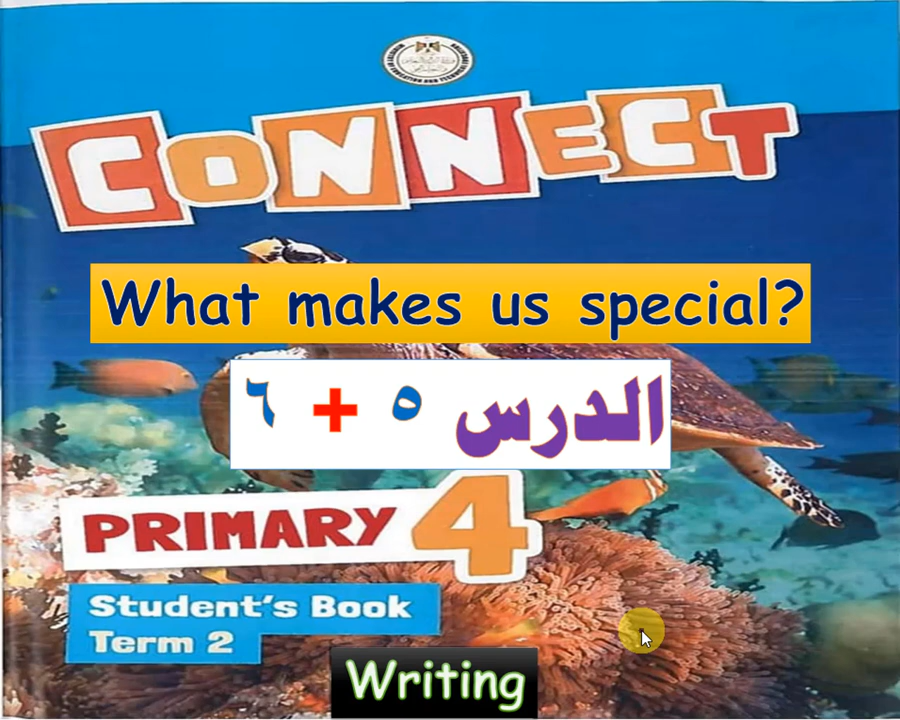 CONNECT
What makes us special?
الدرس ٥ + ٦
PRIMARY 4
Student's Book
Term 2
Writing